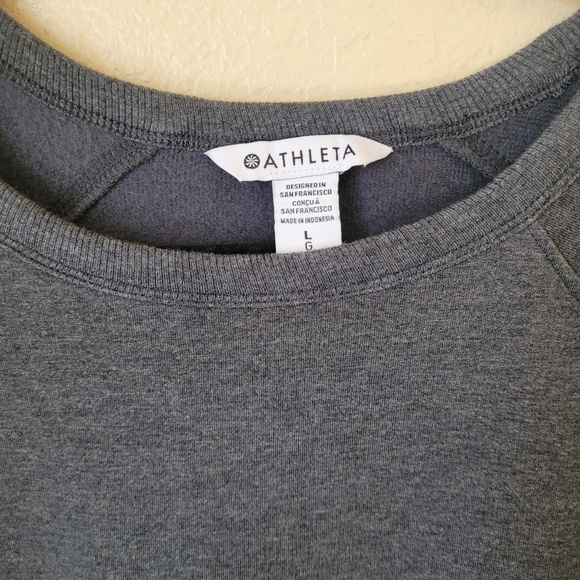 ATHLETA
DESIGNED IN
SAN FRANCISCO
CONÇU À
SAN FRANCISCO
MADE IN INDONESIA
L
G